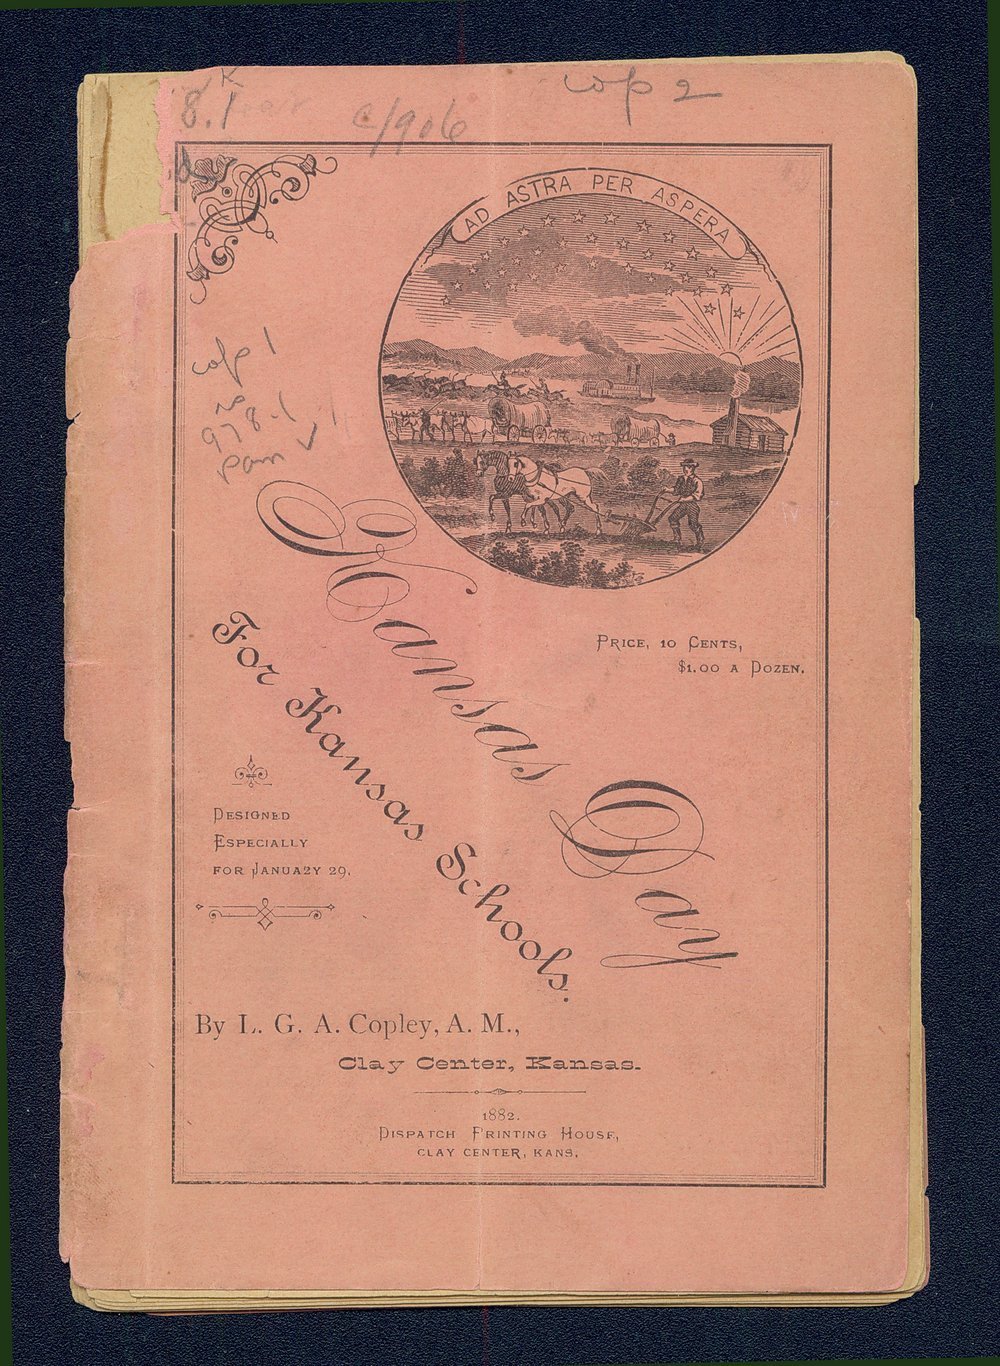 K
8.1
c/906
cop 2
AD ASTRA PER ASPERA
cop 1
978.1
pam
Kansas Day
For Kansas Schools.
PRICE, 10 CENTS,
$1.00 A DOZEN.
DESIGNED
ESPECIALLY
FOR JANUA2Y 29.
By L. G. A. Copley, A. M.,
Clay Center, Kansas.
1882.
DISPATCH PRINTING HOUSE,
CLAY CENTER, KANS.